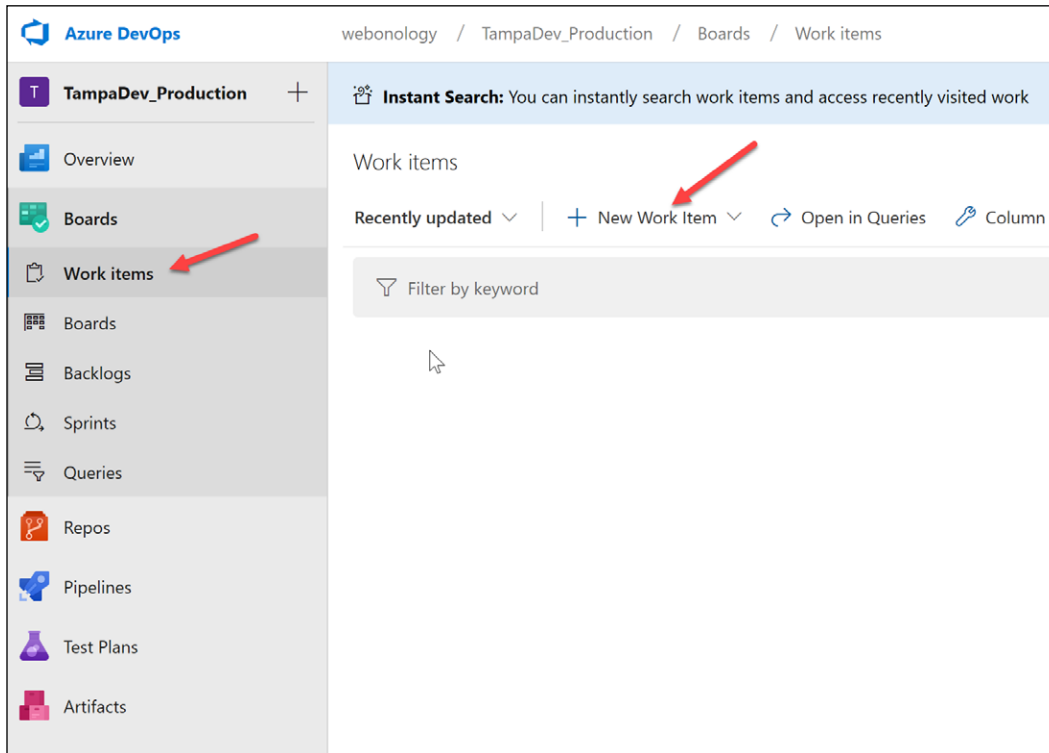 Azure DevOps
webonology / TampaDev_Production / Boards / Work items
T TampaDev_Production
Instant Search: You can instantly search work items and access recently visited work
Overview
Work items
Boards
Recently updated
New Work Item
Open in Queries
Column
Work items
Filter by keyword
Boards
Backlogs
Sprints
Queries
Repos
Pipelines
Test Plans
Artifacts